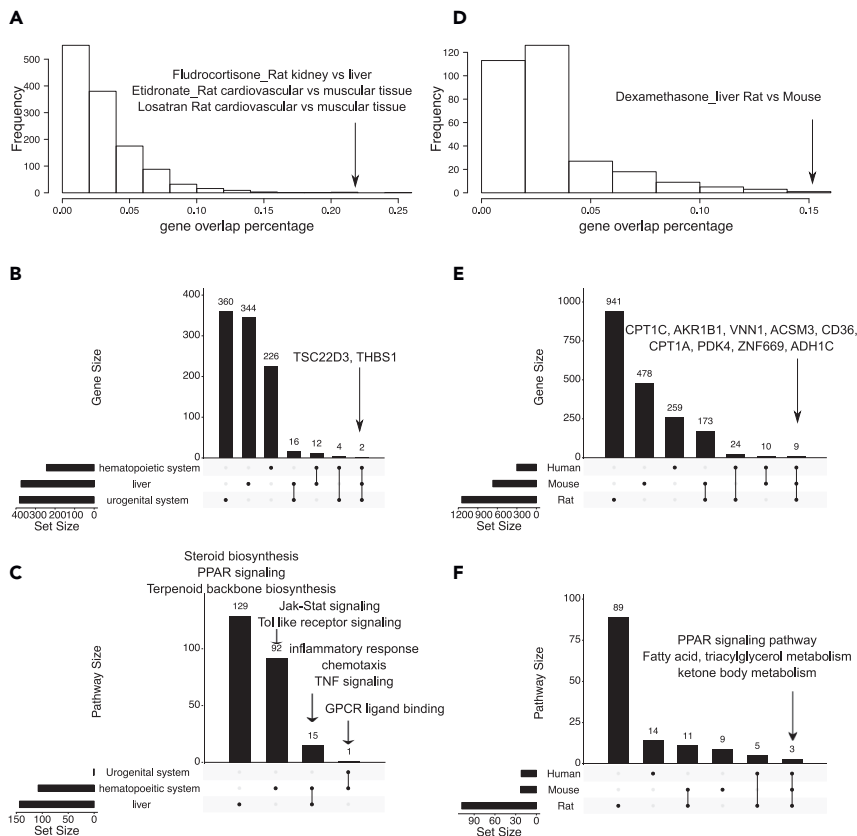 A
500
400
300
200
100
0
Frequency
Fludrocortisone_Rat kidney vs liver
Etidronate_Rat cardiovascular vs muscular tissue
Losatran Rat cardiovascular vs muscular tissue
0.00 0.05 0.10 0.15 0.20 0.25
gene overlap percentage
D
120
100
80
60
40
20
0
Frequency
Dexamethasone_liver Rat vs Mouse
0.00 0.05 0.10 0.15
gene overlap percentage
B
400
300
200
100
0
Gene Size
360 344 226 16 12 4 2
TSC22D3, THBS1
hematopoietic system
liver
urogenital system
400 300 200 100 0
Set Size
E
1000
750
500
250
0
Gene Size
941 478 259 173 24 10 9
CPT1C, AKR1B1, VNN1, ACSM3, CD36,
CPT1A, PDK4, ZNF669, ADH1C
Human
Mouse
Rat
1200 900 600 300 0
Set Size
C
Steroid biosynthesis
PPAR signaling
Terpenoid backbone biosynthesis
Jak-Stat signaling
Tol like receptor signaling
inflammatory response
chemotaxis
TNF signaling
GPCR ligand binding
100
50
0
Pathway Size
129 92 15 1
Urogenital system
hematopoietic system
liver
150 100 50 0
Set Size
F
100
75
50
25
0
Pathway Size
89 14 11 9 5 3
PPAR signaling pathway
Fatty acid, triacylglycerol metabolism
ketone body metabolism
Human
Mouse
Rat
90 60 30 0
Set Size